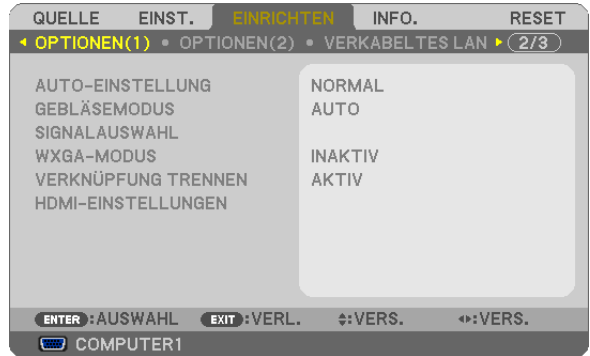 QUELLE EINST. EINRICHTEN INFO. RESET
OPTIONEN(1) • OPTIONEN(2) • VERKABELTES LAN 2/3
AUTO-EINSTELLUNG NORMAL
GEBLÄSEMODUS AUTO
SIGNALAUSWAHL
WXGA-MODUS INAKTIV
VERKNÜPFUNG TRENNEN AKTIV
HDMI-EINSTELLUNGEN
ENTER :AUSWAHL EXIT :VERL. :VERS. :VERS.
COMPUTER1